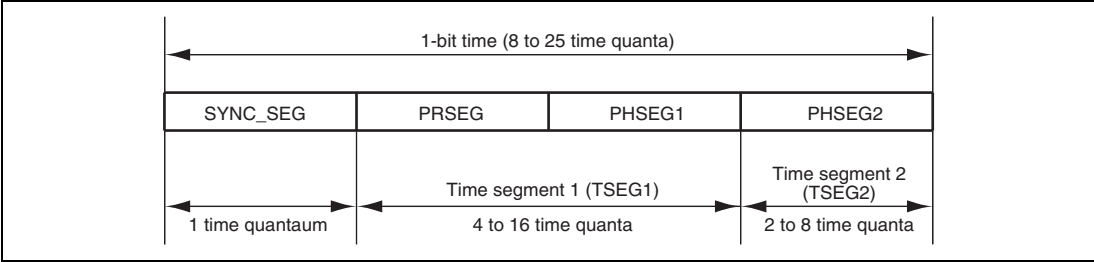 1-bit time (8 to 25 time quanta)
SYNC_SEG PRSEG PHSEG1 PHSEG2
Time segment 1 (TSEG1)
Time segment 2
(TSEG2)
1 time quantaum 4 to 16 time quanta 2 to 8 time quanta